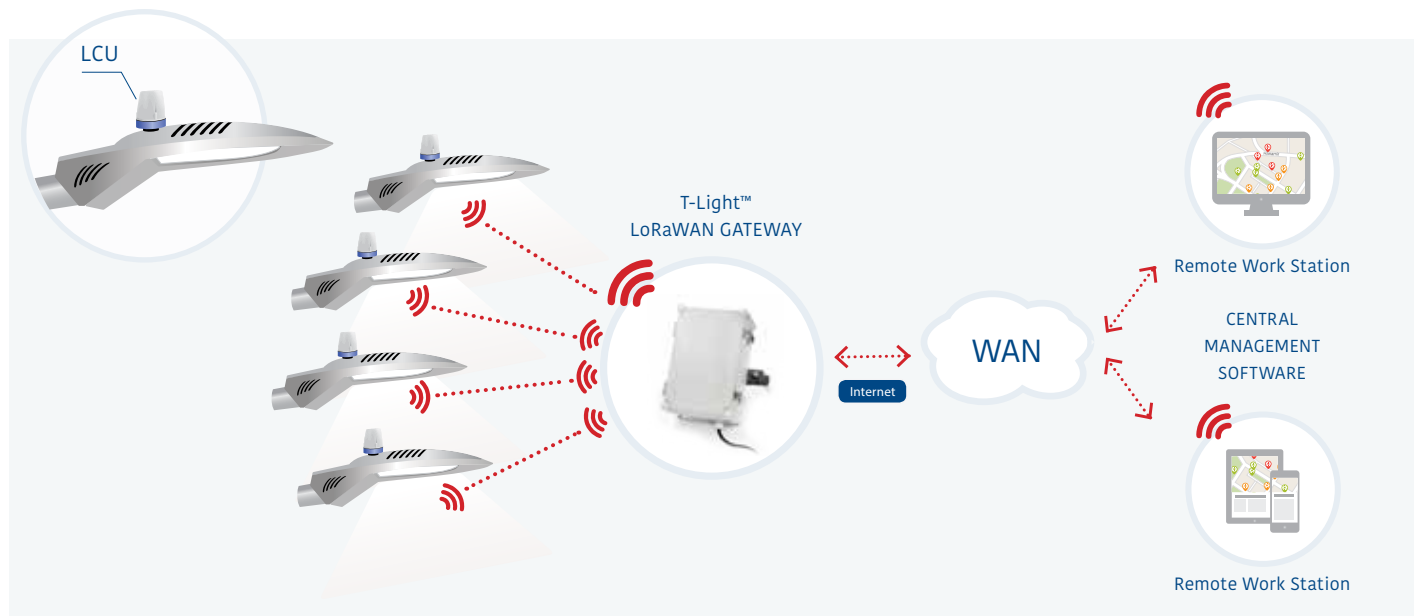 LCU
T-Light™
LoRaWAN GATEWAY
WAN
Internet
Remote Work Station
CENTRAL
MANAGEMENT
SOFTWARE
Remote Work Station